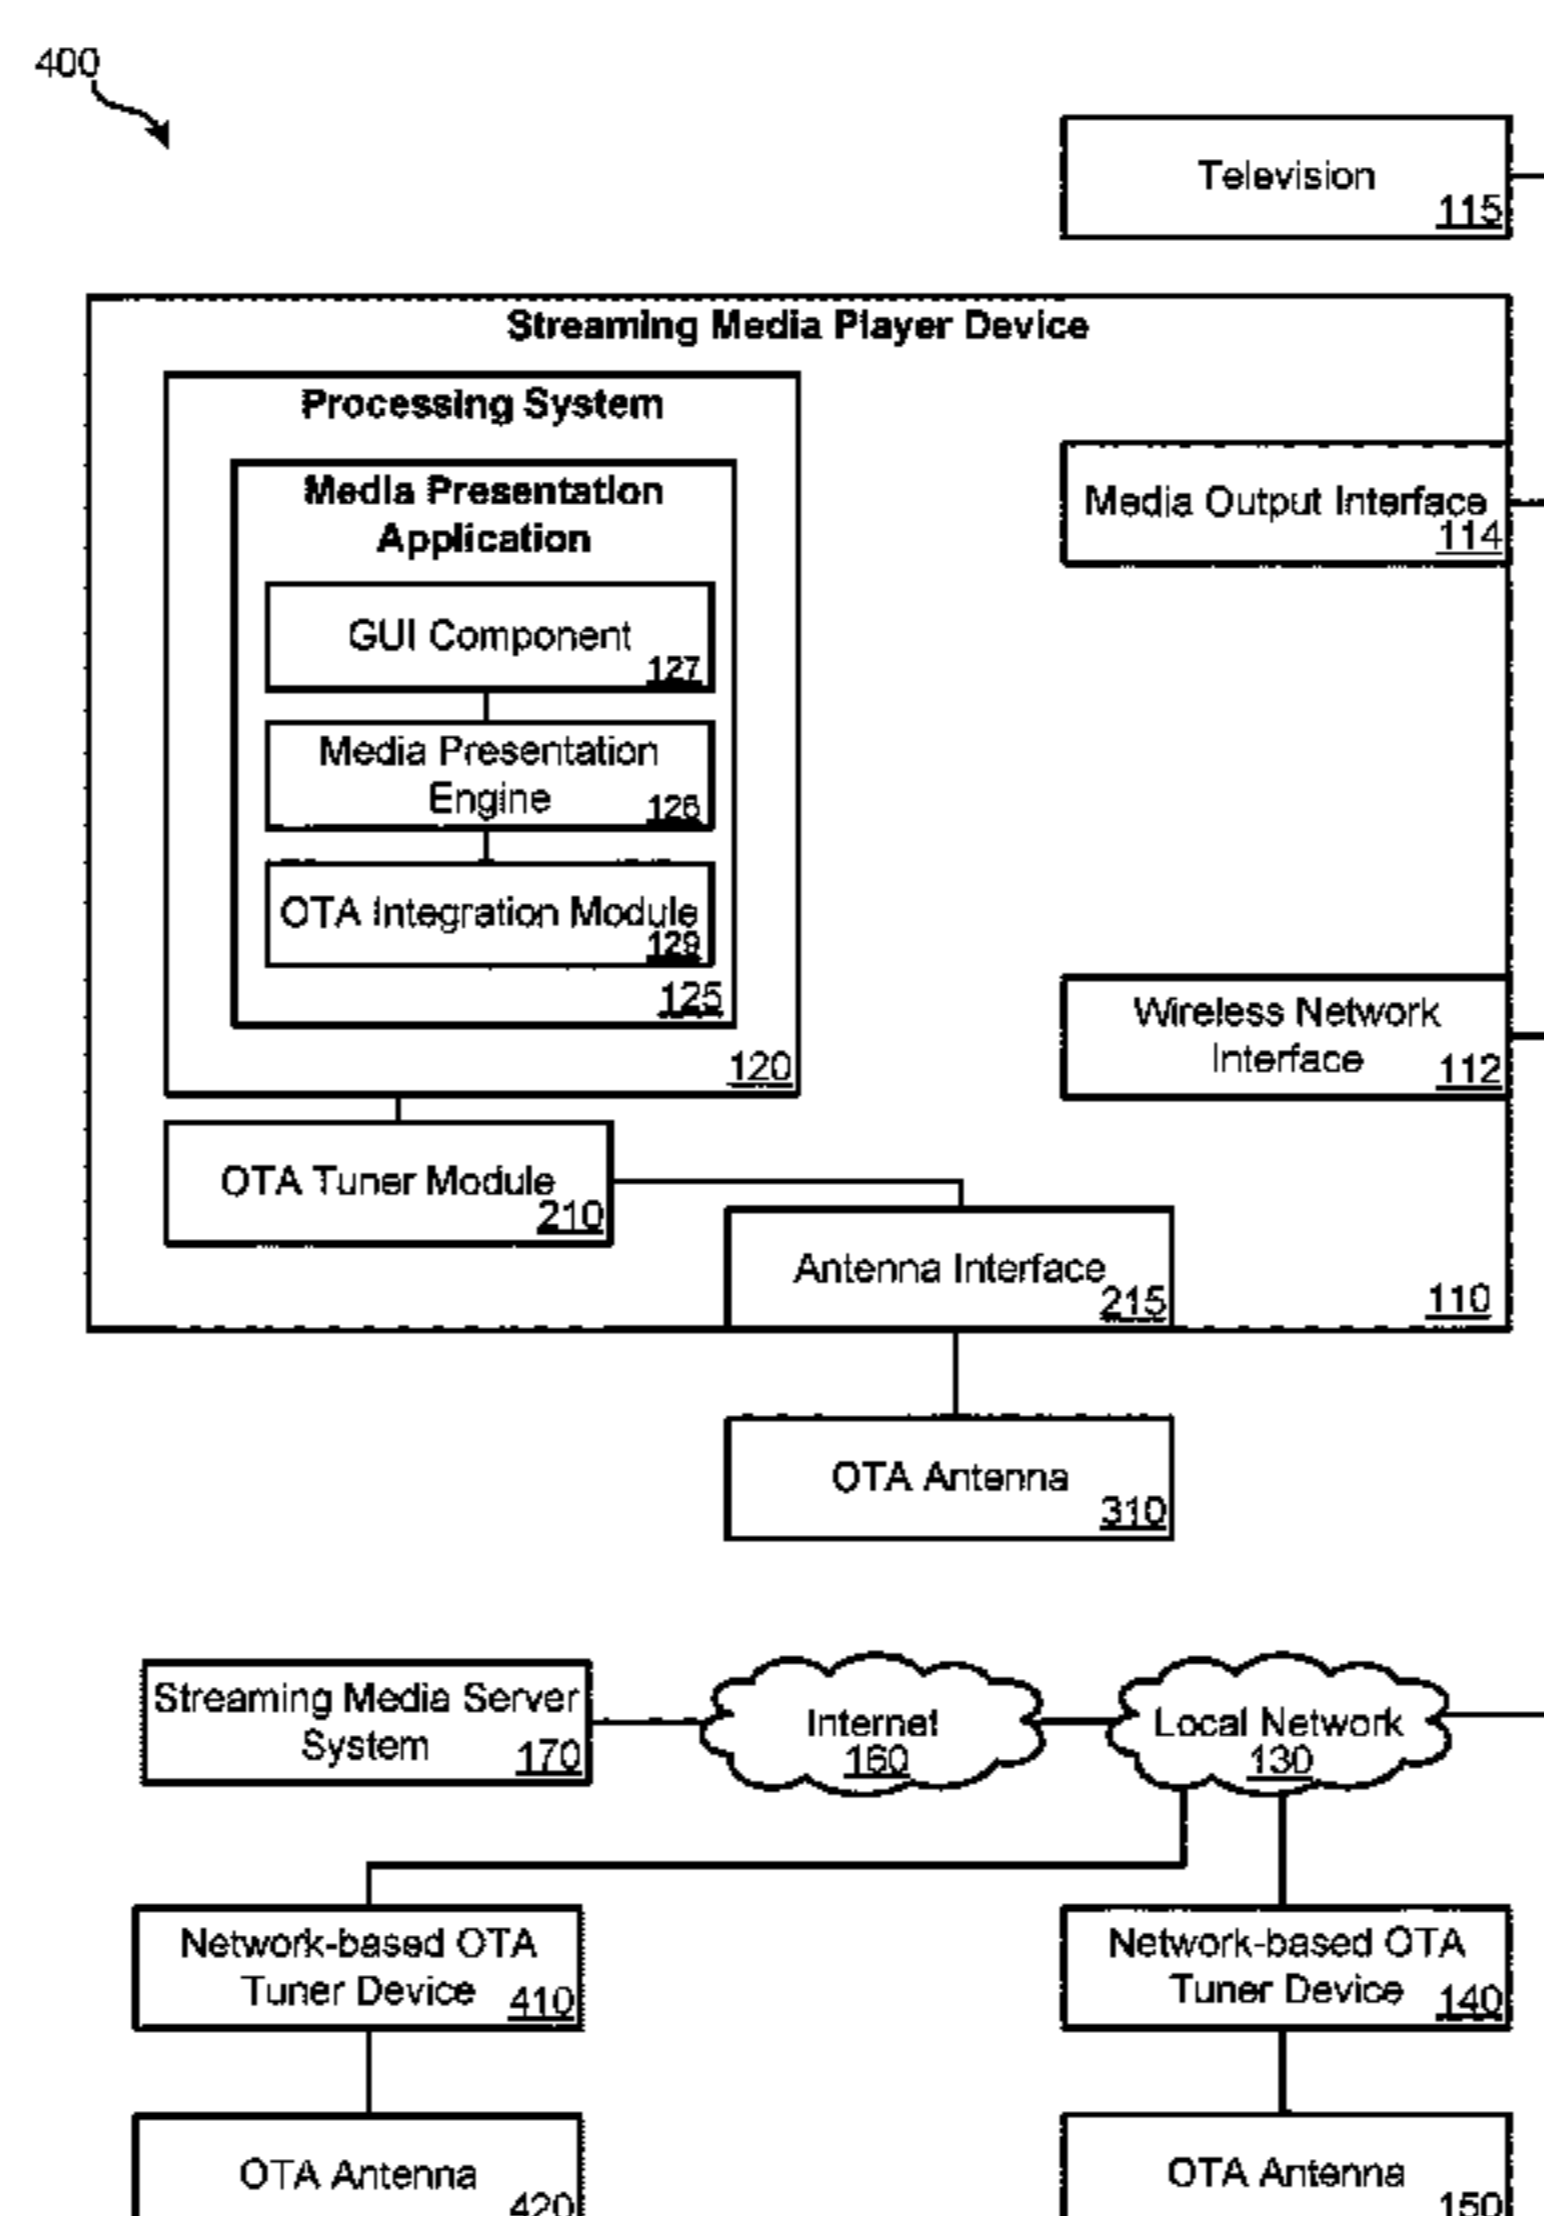 400
Television
115
Streaming Media Player Device
Processing System
Media Presentation
Application
GUI Component
127
Media Presentation
Engine
126
OTA Integration Module
129
125
120
Media Output Interface
114
Wireless Network
Interface
112
OTA Tuner Module
210
Antenna Interface
215
110
OTA Antenna
310
Streaming Media Server
System
170
Internet
160
Local Network
130
Network-based OTA
Tuner Device
410
Network-based OTA
Tuner Device
140
OTA Antenna
420
OTA Antenna
150